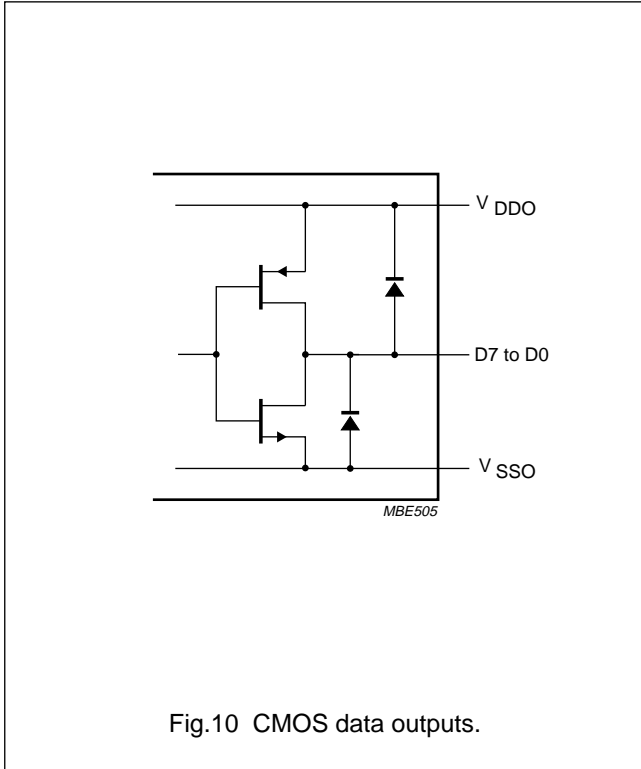 V DDO
D7 to D0
V SSO
MBE505
Fig.10 CMOS data outputs.